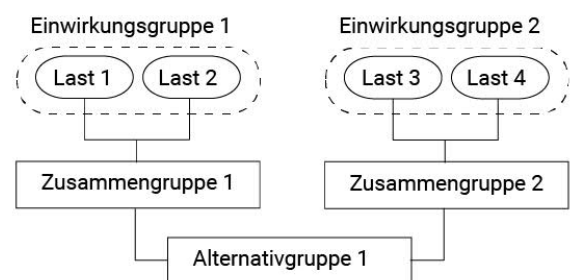 Einwirkungsgruppe 1 Einwirkungsgruppe 2
Last 1 Last 2 Last 3 Last 4
Zusammengruppe 1 Zusammengruppe 2
Alternativgruppe 1